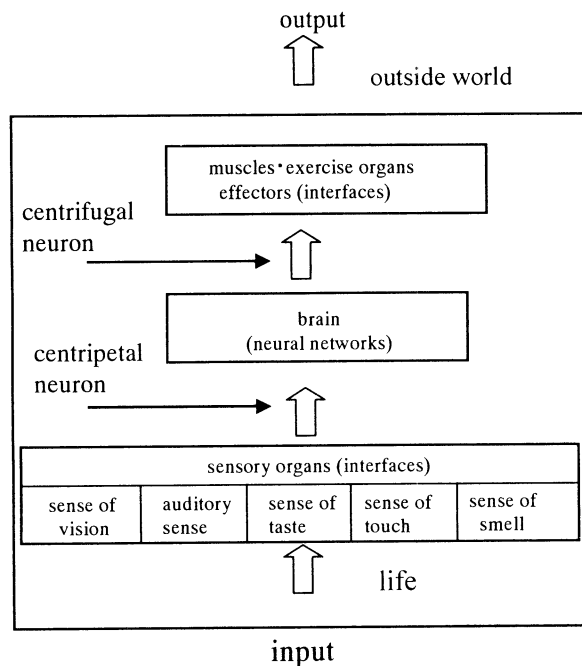 output
outside world
muscles・exercise organs
effectors (interfaces)
centrifugal
neuron
brain
(neural networks)
centripetal
neuron
sensory organs (interfaces)
sense of
vision
auditory
sense
sense of
taste
sense of
touch
sense of
smell
life
input